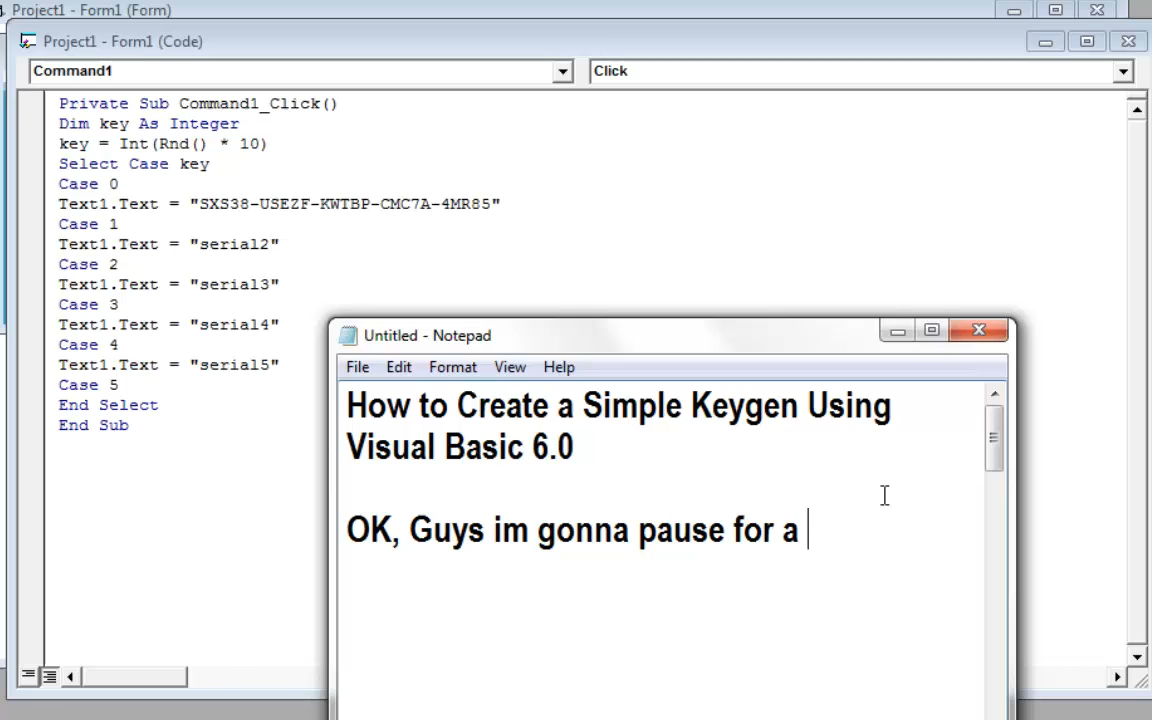 Project1 - Form1 (Form)
Project1 - Form1 (Code)
Command1
Click
Private Sub Command1_Click()
Dim key As Integer
key = Int(Rnd() * 10)
Select Case key
Case 0
Text1.Text = "SXS38-USEZF-KWTBP-CMC7A-4MR85"
Case 1
Text1.Text = "serial2"
Case 2
Text1.Text = "serial3"
Case 3
Text1.Text = "serial4"
Case 4
Text1.Text = "serial5"
Case 5
End Select
End Sub
Untitled - Notepad
File Edit Format View Help
How to Create a Simple Keygen Using
Visual Basic 6.0
OK, Guys im gonna pause for a